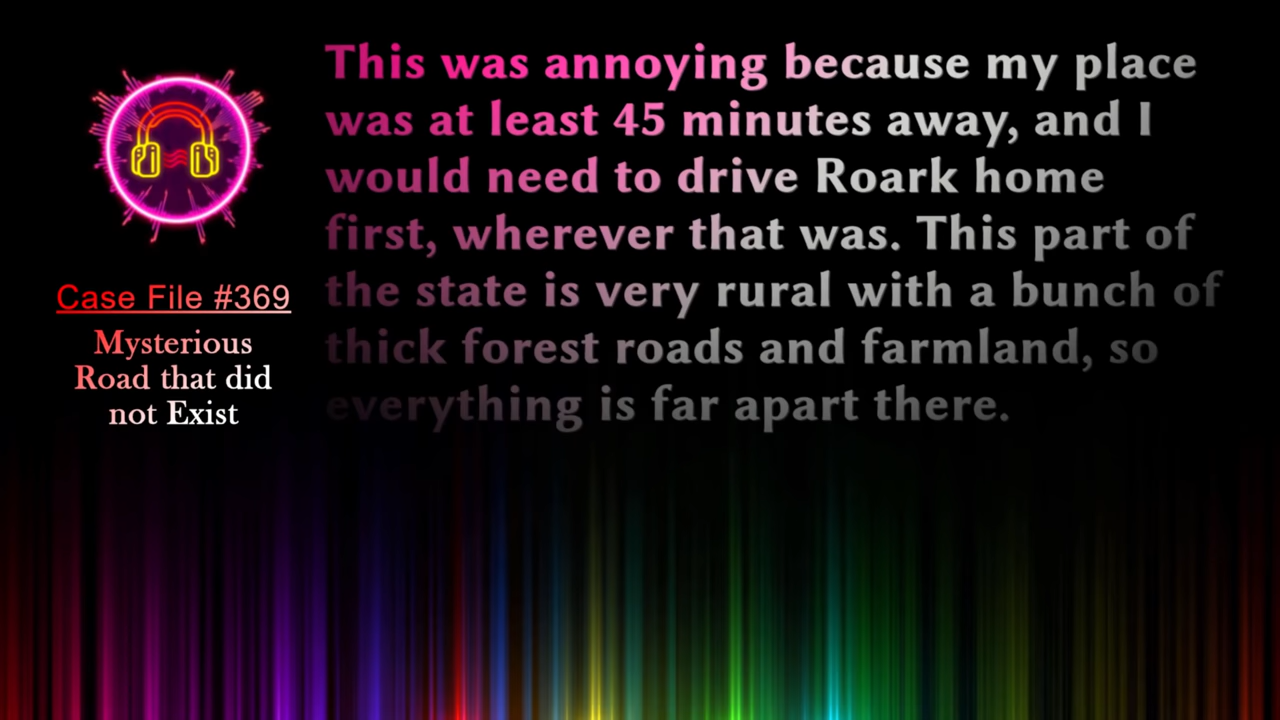 This was annoying because my place
was at least 45 minutes away, and I
would need to drive Roark home
first, wherever that was. This part of
the state is very rural with a bunch of
thick forest roads and farmland, so
everything is far apart there.
Case File #369
Mysterious
Road that did
not Exist